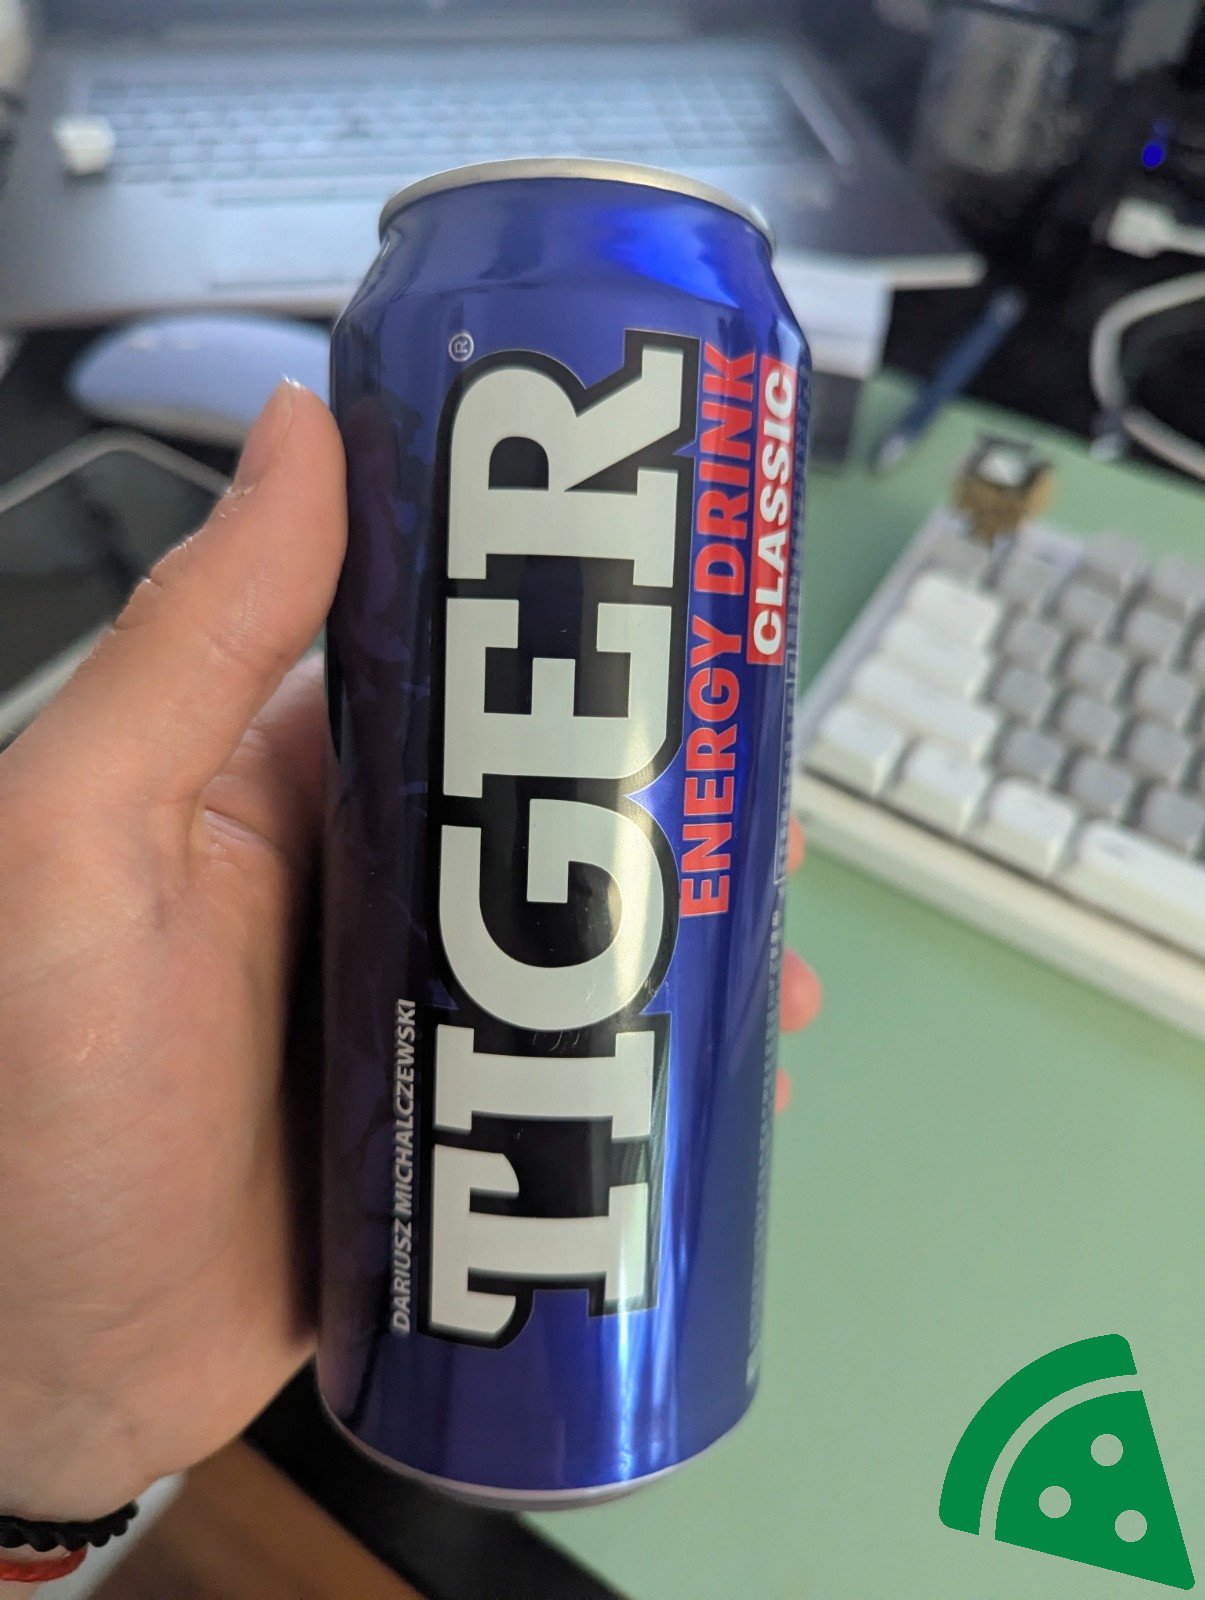 DARIUSZ MICHALCZEWSKI
TIGER®
ENERGY DRINK
CLASSIC